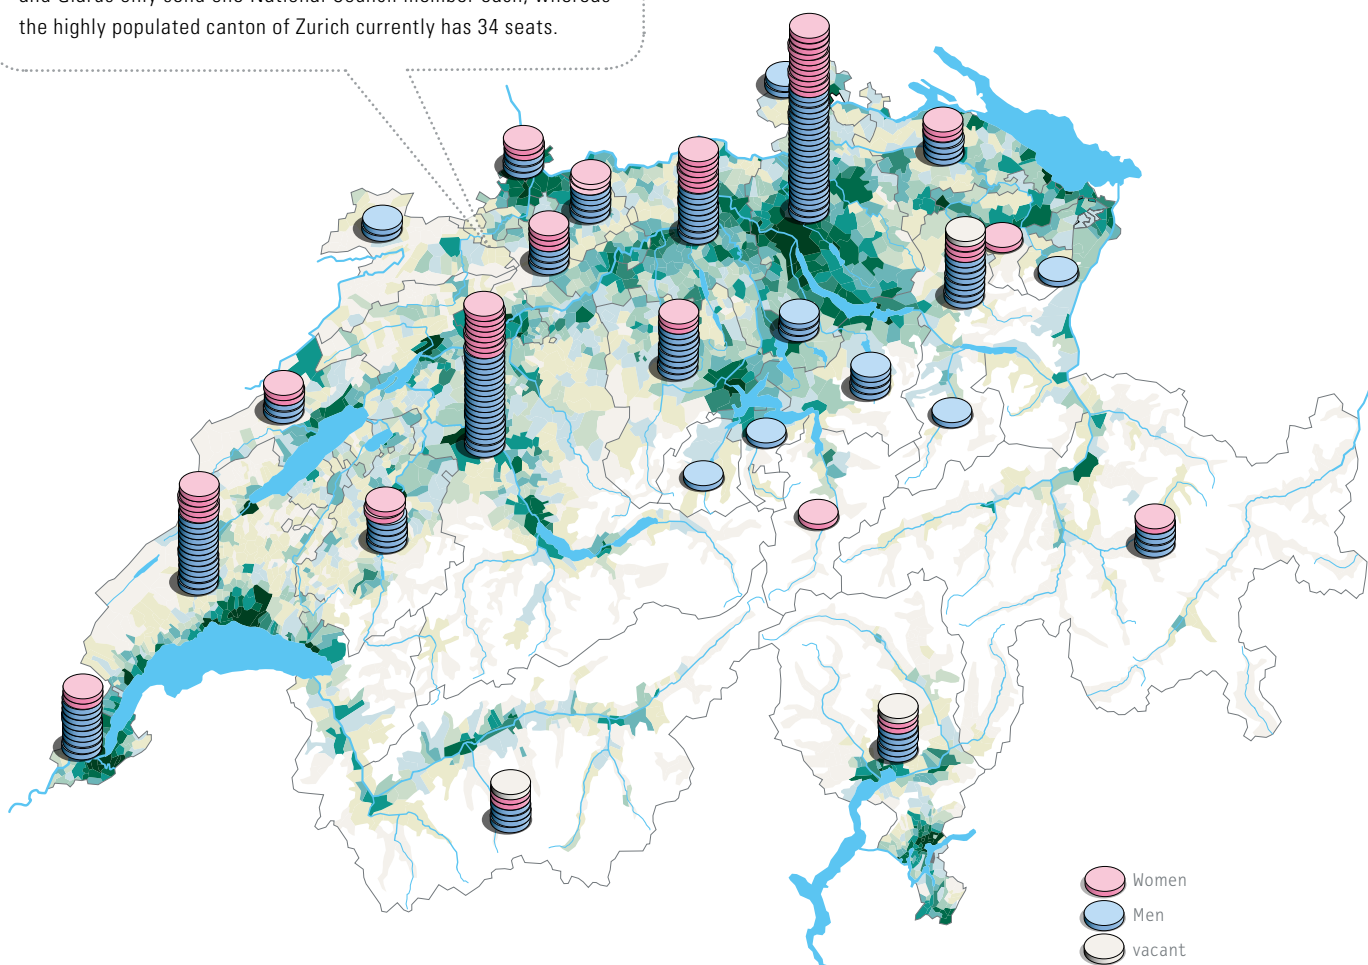 the highly populated canton of Zurich currently has 34 seats.
Women
Men
vacant